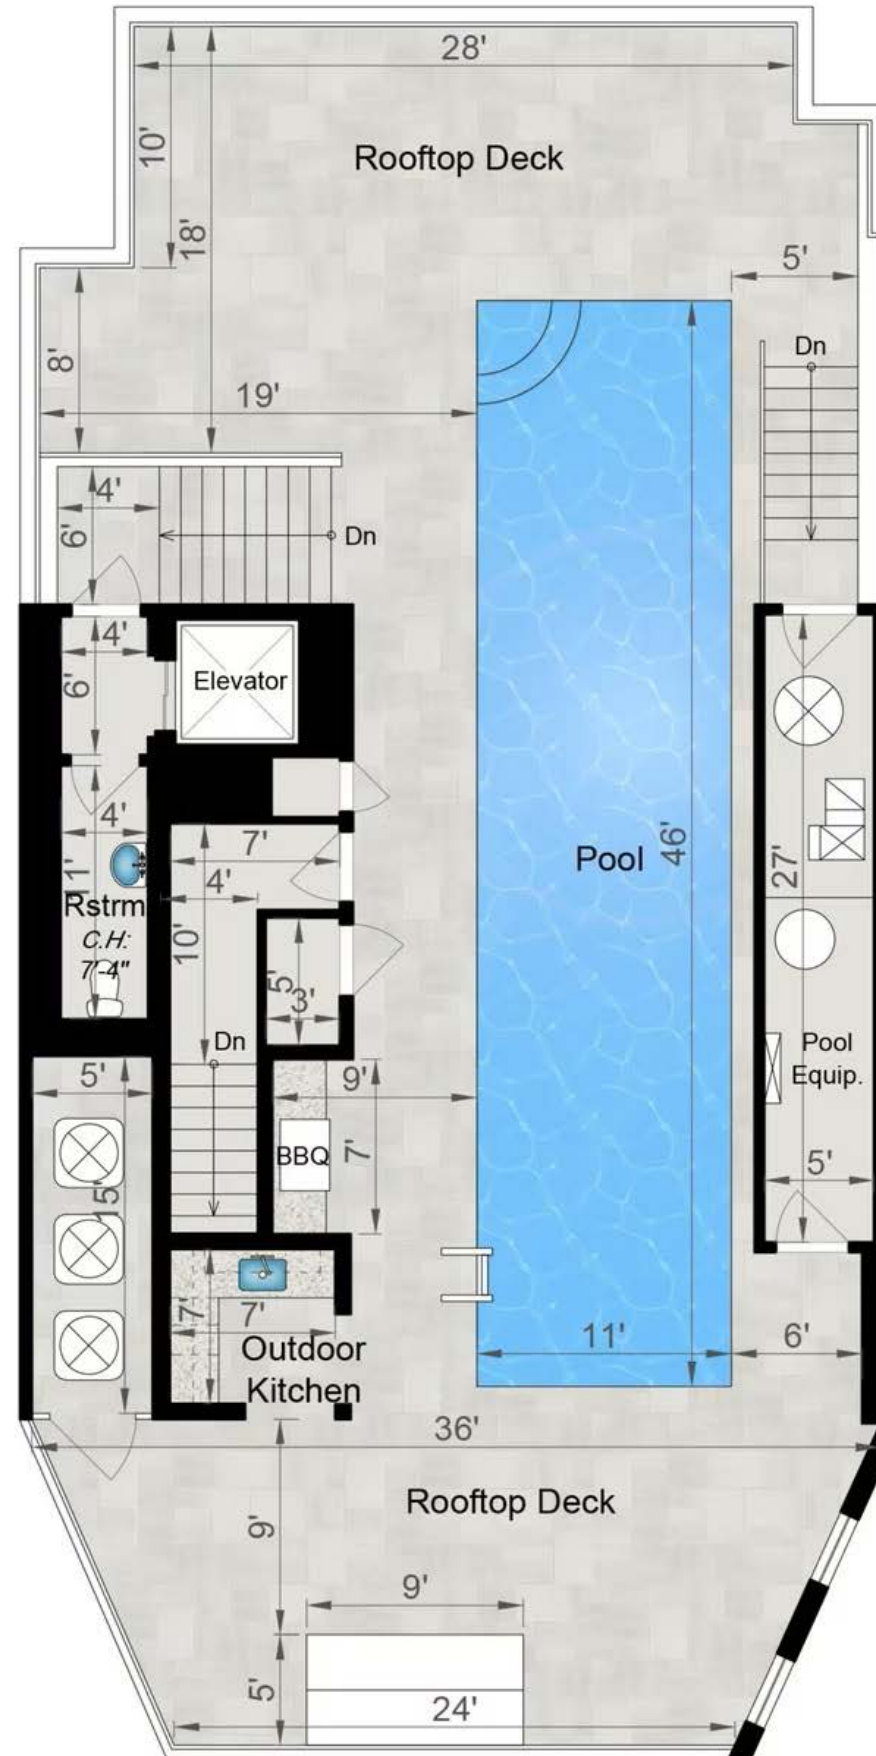 28'
Rooftop Deck
10'
18'
5'
8'
Dn
19'
4'
6'
Dn
4'
6'
Elevator
4'
11'
7'
4'
Pool
46'
27'
Rstrm
C.H:
7'-4"
10'
5'
3'
Dn
Pool
Equip.
5'
9'
BBQ
7'
15'
5'
7'
7'
Outdoor
Kitchen
11'
6'
36'
Rooftop Deck
9'
9'
5'
24'